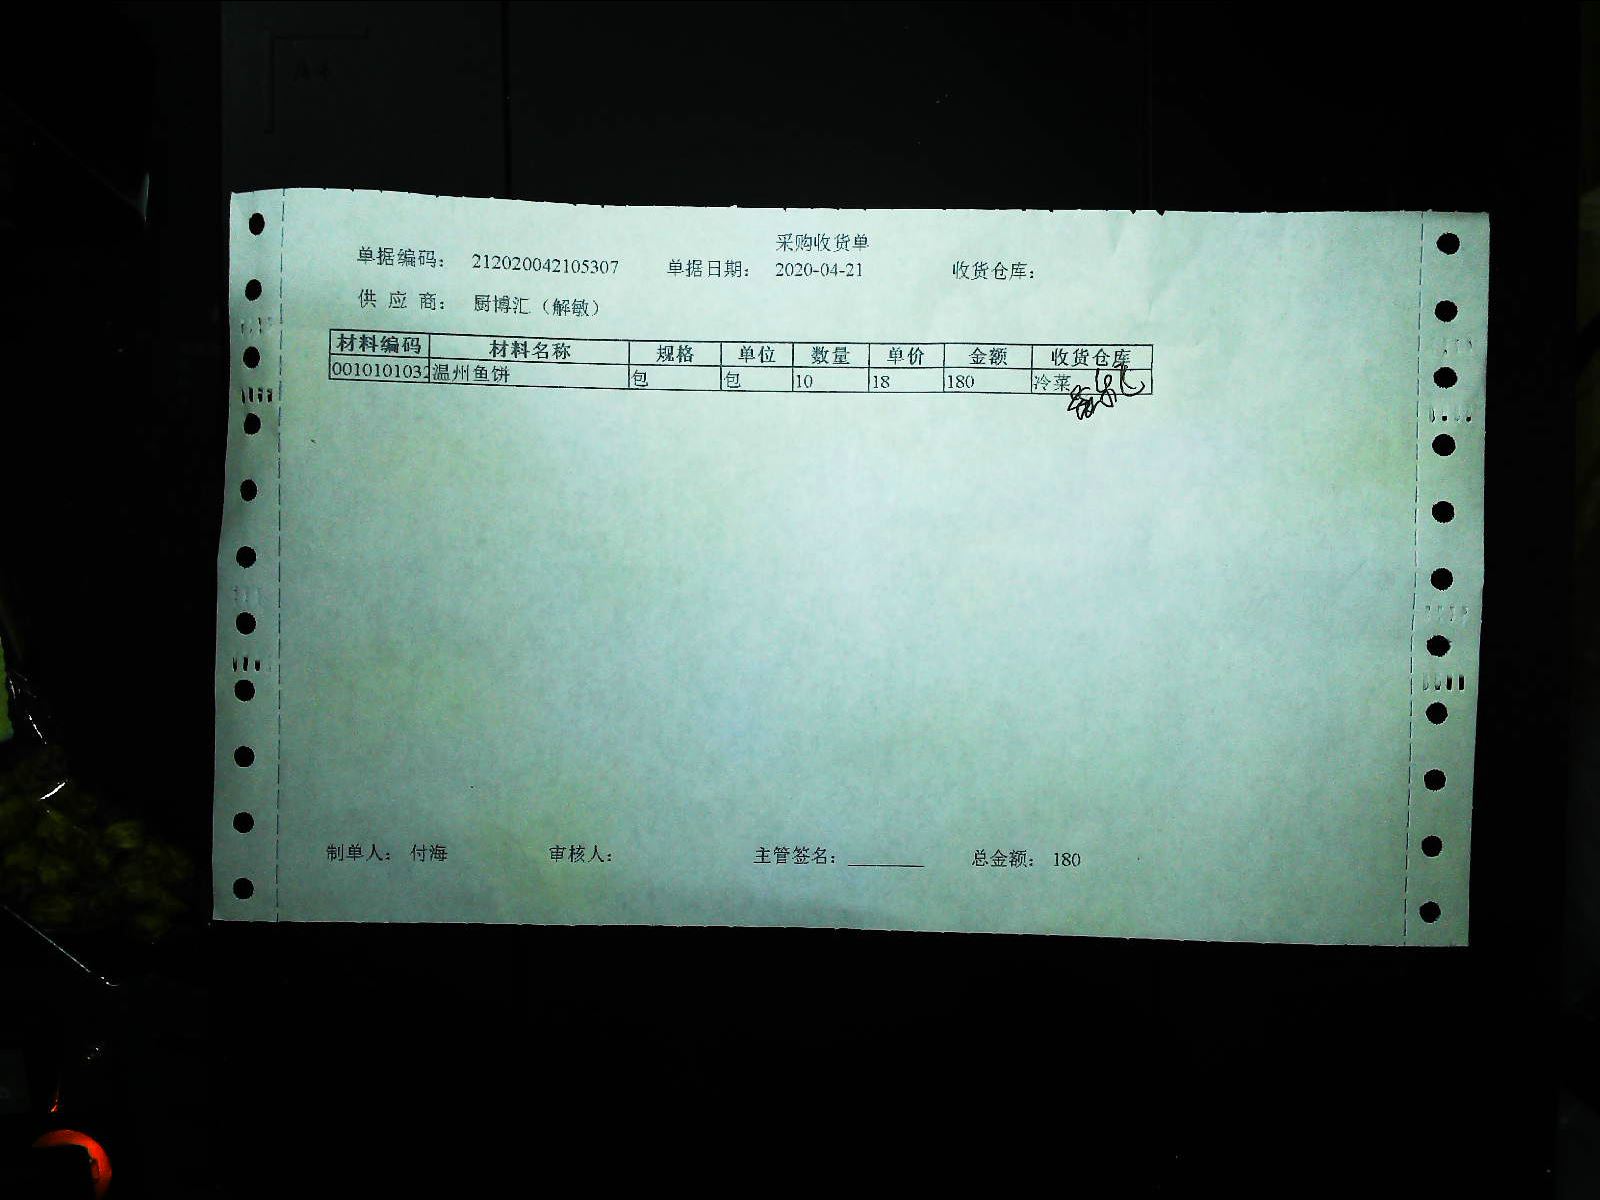 采购收货单
单据编码： 212020042105307 单据日期： 2020-04-21 收货仓库：
供 应 商： 厨博汇（解敏）
材料编码 材料名称 规格 单位 数量 单价 金额 收货仓库
0010101032 温州鱼饼 包 包 10 18 180 冷菜
制单人： 付海 审核人： 主管签名： 总金额： 180